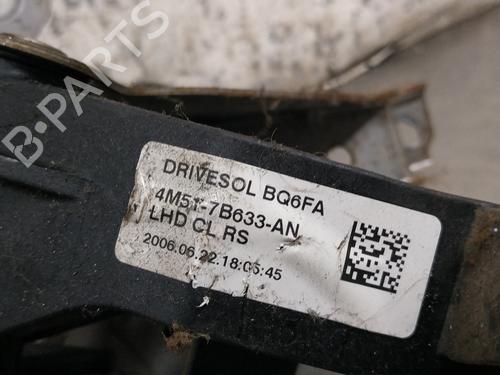 B-PARTS
DRIVESOL BQ6FA
4M51-7B633-AN
LHD CL RS
2006.06.22.18:05:45